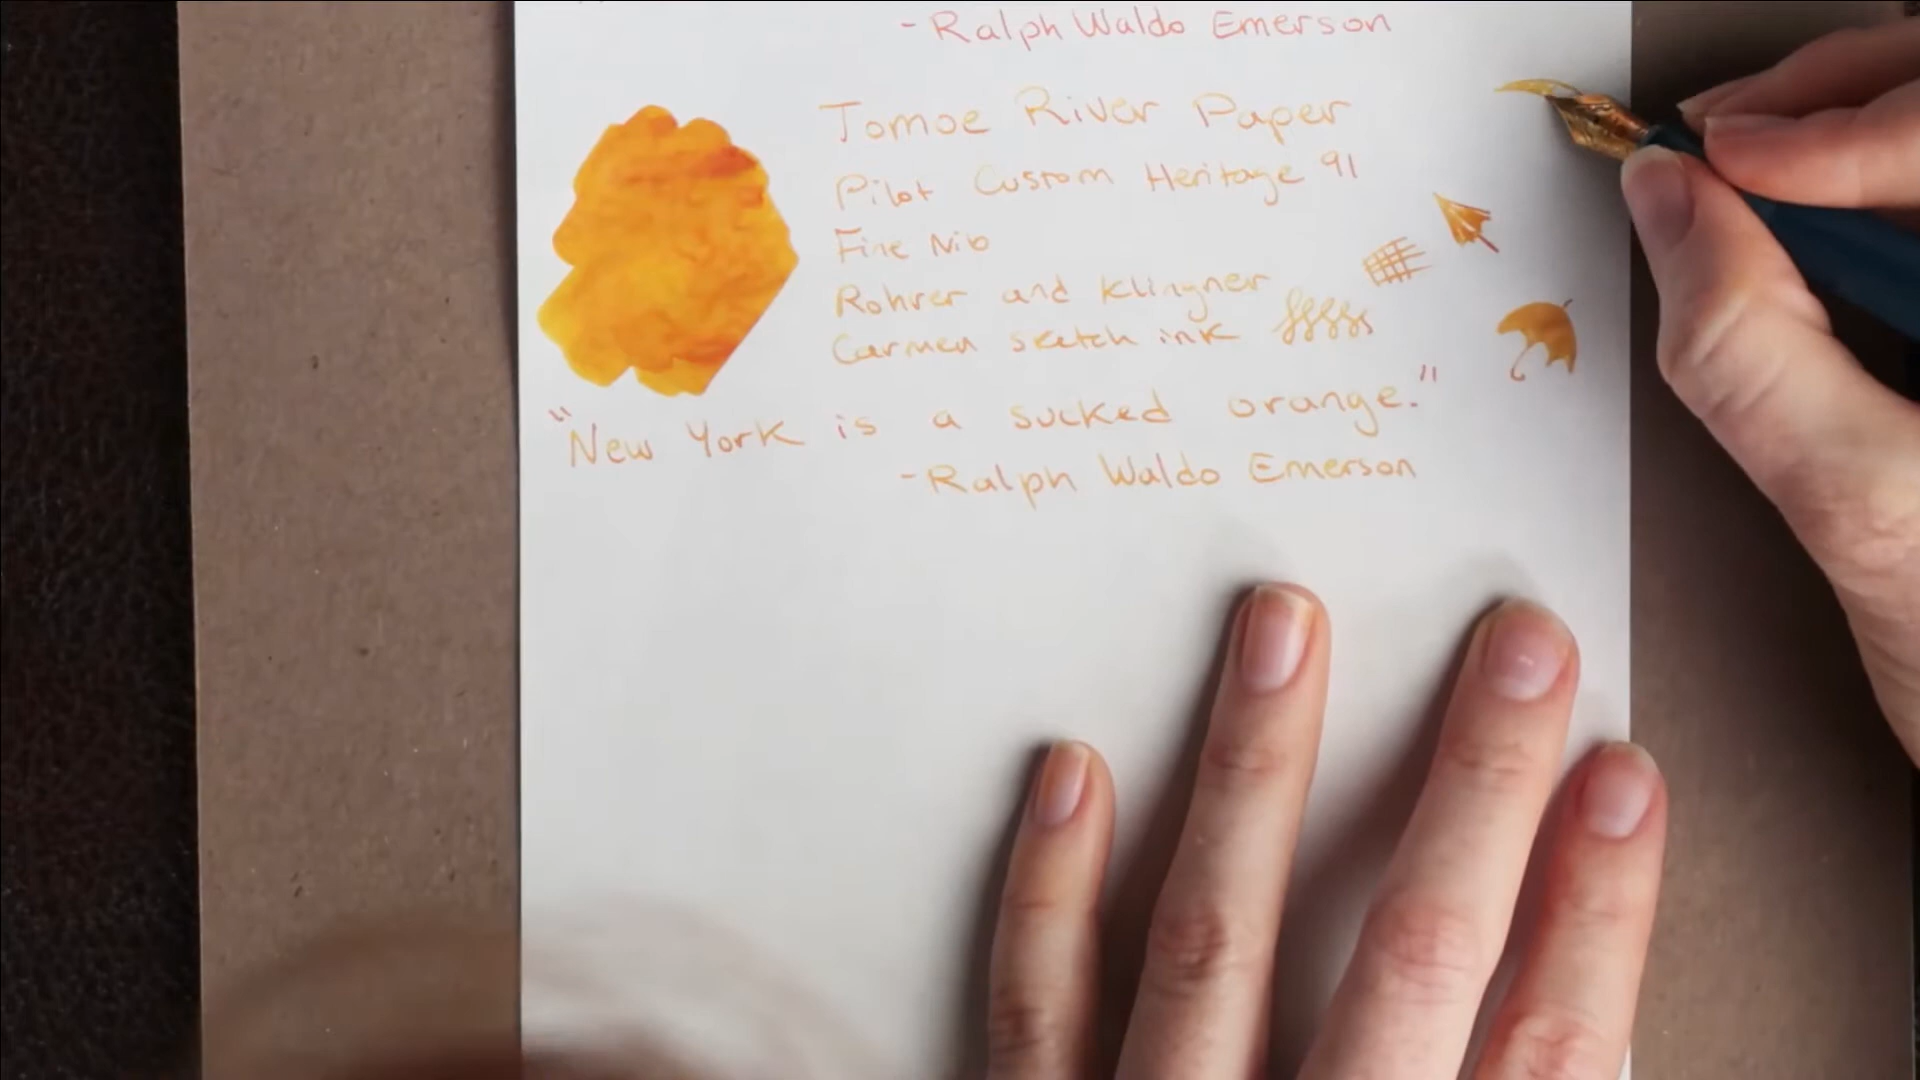 -Ralph Waldo Emerson
Tomoe River Paper
Pilot Custom Heritage 91
Fine Nib
Rohrer and Klingner
Carmen sketch ink
"New York is a sucked orange."
-Ralph Waldo Emerson